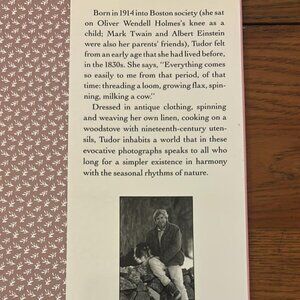 Born in 1914 into Boston society (she sat
on Oliver Wendell Holmes's knee as a
child; Mark Twain and Albert Einstein
were also her parents' friends), Tudor felt
from an early age that she had lived before,
in the 1830s. She says, "Everything comes
so easily to me from that period, of that
time: threading a loom, growing flax, spin-
ning, milking a cow."
Dressed in antique clothing, spinning
and weaving her own linen, cooking on a
woodstove with nineteenth-century uten-
sils, Tudor inhabits a world that in these
evocative photographs speaks to all who
long for a simpler existence in harmony
with the seasonal rhythms of nature.